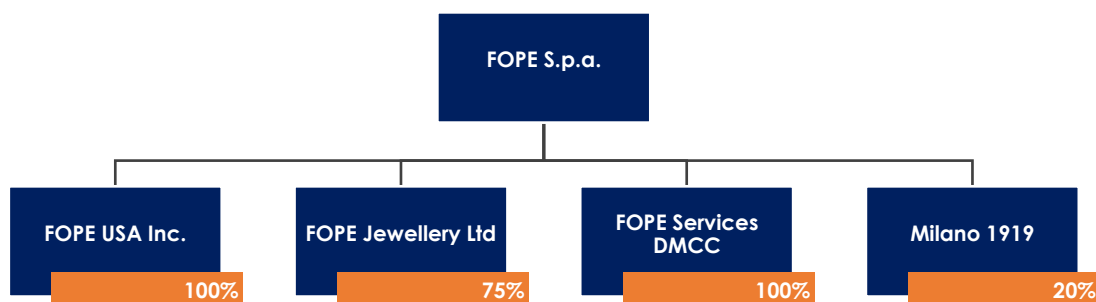 FOPE S.p.a.
FOPE USA Inc.
100%
FOPE Jewellery Ltd
75%
FOPE Services
DMCC
100%
Milano 1919
20%